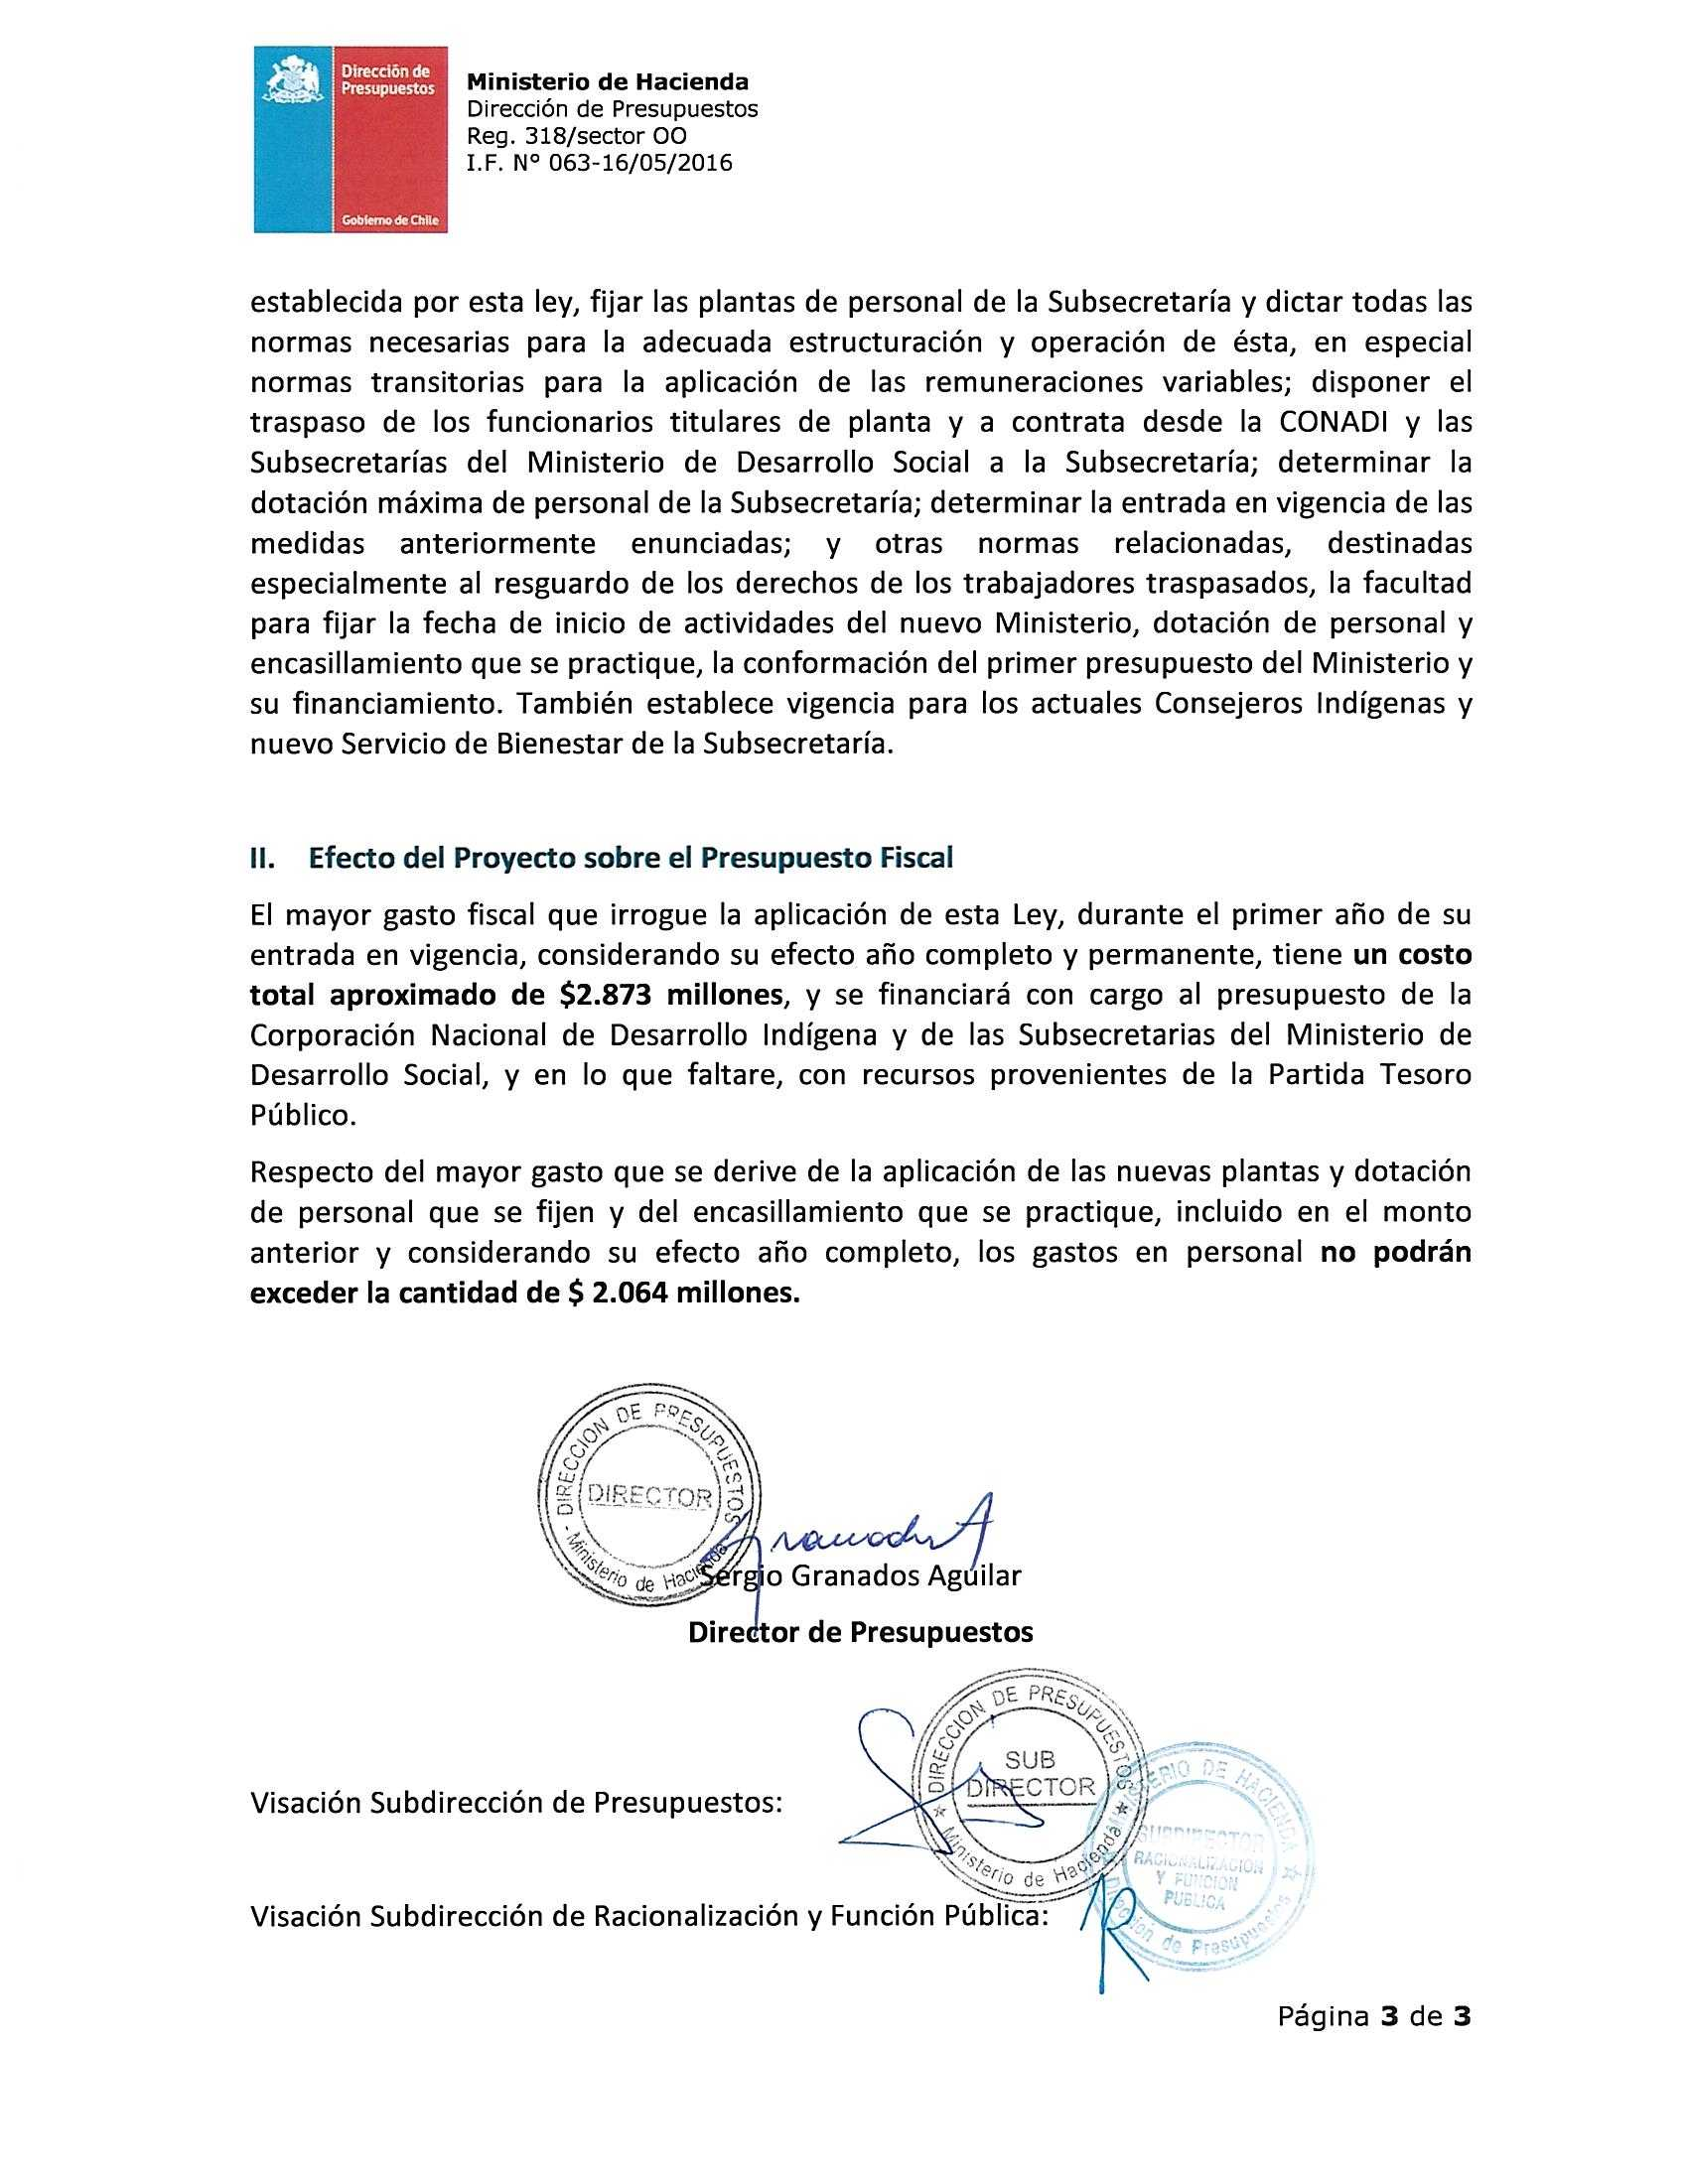 Dirección de
Presupuestos
Gobierno de Chile
Ministerio de Hacienda
Dirección de Presupuestos
Reg. 318/sector OO
I.F. N° 063-16/05/2016
establecida por esta ley, fijar las plantas de personal de la Subsecretaría y dictar todas las
normas necesarias para la adecuada estructuración y operación de ésta, en especial
normas transitorias para la aplicación de las remuneraciones variables; disponer el
traspaso de los funcionarios titulares de planta y a contrata desde la CONADI y las
Subsecretarías del Ministerio de Desarrollo Social a la Subsecretaría; determinar la
dotación máxima de personal de la Subsecretaría; determinar la entrada en vigencia de las
medidas anteriormente enunciadas; y otras normas relacionadas, destinadas
especialmente al resguardo de los derechos de los trabajadores traspasados, la facultad
para fijar la fecha de inicio de actividades del nuevo Ministerio, dotación de personal y
encasillamiento que se practique, la conformación del primer presupuesto del Ministerio y
su financiamiento. También establece vigencia para los actuales Consejeros Indígenas y
nuevo Servicio de Bienestar de la Subsecretaría.
II. Efecto del Proyecto sobre el Presupuesto Fiscal
El mayor gasto fiscal que irrogue la aplicación de esta Ley, durante el primer año de su
entrada en vigencia, considerando su efecto año completo y permanente, tiene un costo
total aproximado de $2.873 millones, y se financiará con cargo al presupuesto de la
Corporación Nacional de Desarrollo Indígena y de las Subsecretarias del Ministerio de
Desarrollo Social, y en lo que faltare, con recursos provenientes de la Partida Tesoro
Público.
Respecto del mayor gasto que se derive de la aplicación de las nuevas plantas y dotación
de personal que se fijen y del encasillamiento que se practique, incluido en el monto
anterior y considerando su efecto año completo, los gastos en personal no podrán
exceder la cantidad de $ 2.064 millones.
DIRECCION DE PRESUPUESTOS
DIRECTOR
Ministerio de Hacienda
Granados A
Sergio Granados Aguilar
Director de Presupuestos
DIRECCION DE PRESUPUESTOS
SUB
DIRECTOR
Ministerio de Hacienda
Visación Subdirección de Presupuestos:
MINISTERIO DE HACIENDA
SUBDIRECTOR
RACIONALIZACION
Y FUNCION
PUBLICA
Dirección de Presupuestos
Visación Subdirección de Racionalización y Función Pública:
Página 3 de 3